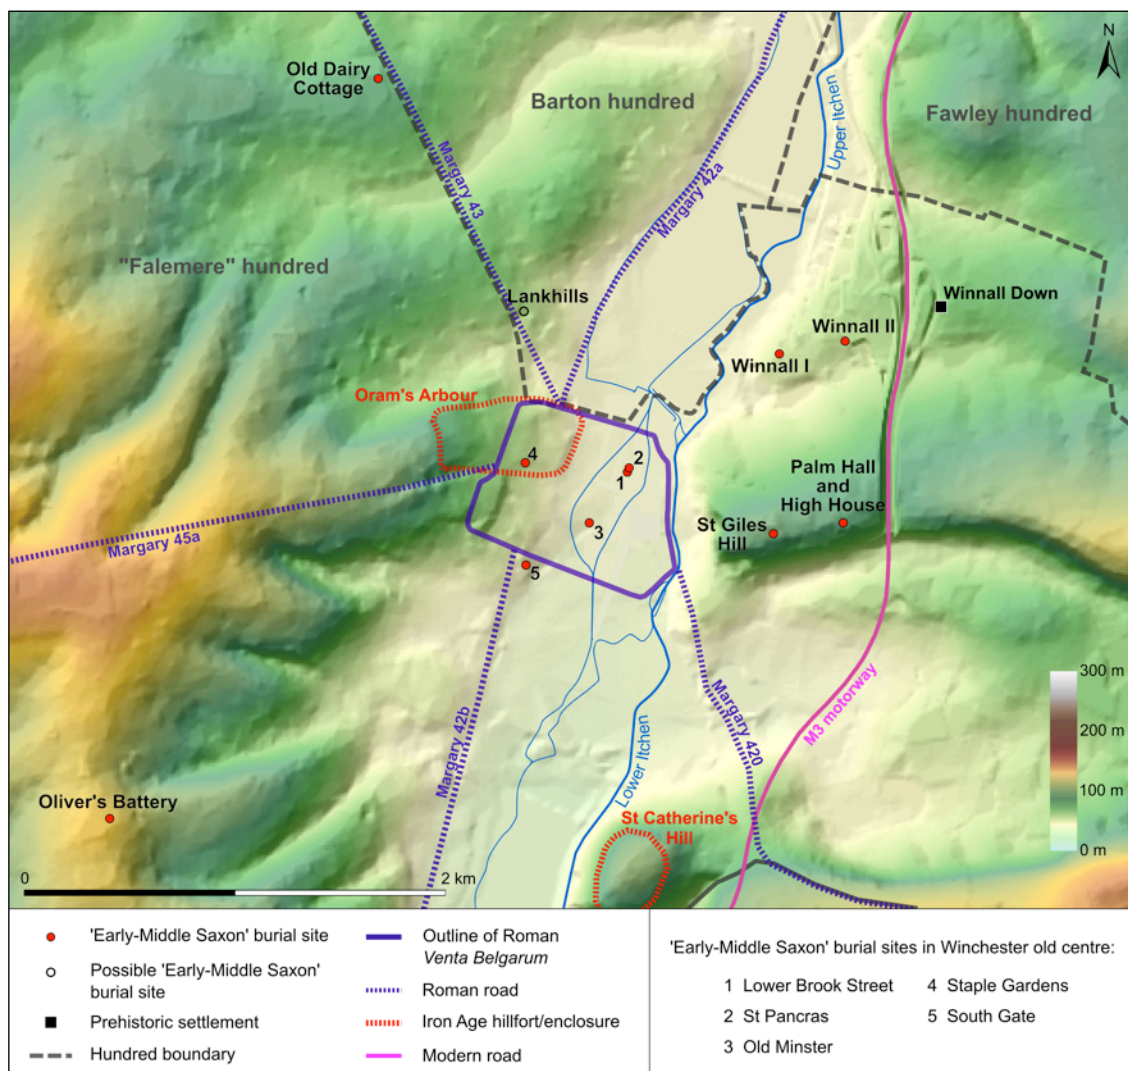 N
Old Dairy
Cottage
Barton hundred
Fawley hundred
Upper Itchen
Margary 43
Margary 42a
"Falemere" hundred
Lankhills
Winnall Down
Winnall II
Winnall I
Oram's Arbour
4
2
1
Palm Hall
and
High House
3
St Giles
Hill
Margary 45a
5
300 m
200 m
100 m
0 m
Margary 420
M3 motorway
Margary 42b
Lower Itchen
Oliver's Battery
St Catherine's
Hill
0
2 km
'Early-Middle Saxon' burial site
Possible 'Early-Middle Saxon'
burial site
Prehistoric settlement
Hundred boundary
Outline of Roman
Venta Belgarum
Roman road
Iron Age hillfort/enclosure
Modern road
'Early-Middle Saxon' burial sites in Winchester old centre:
1 Lower Brook Street
2 St Pancras
3 Old Minster
4 Staple Gardens
5 South Gate